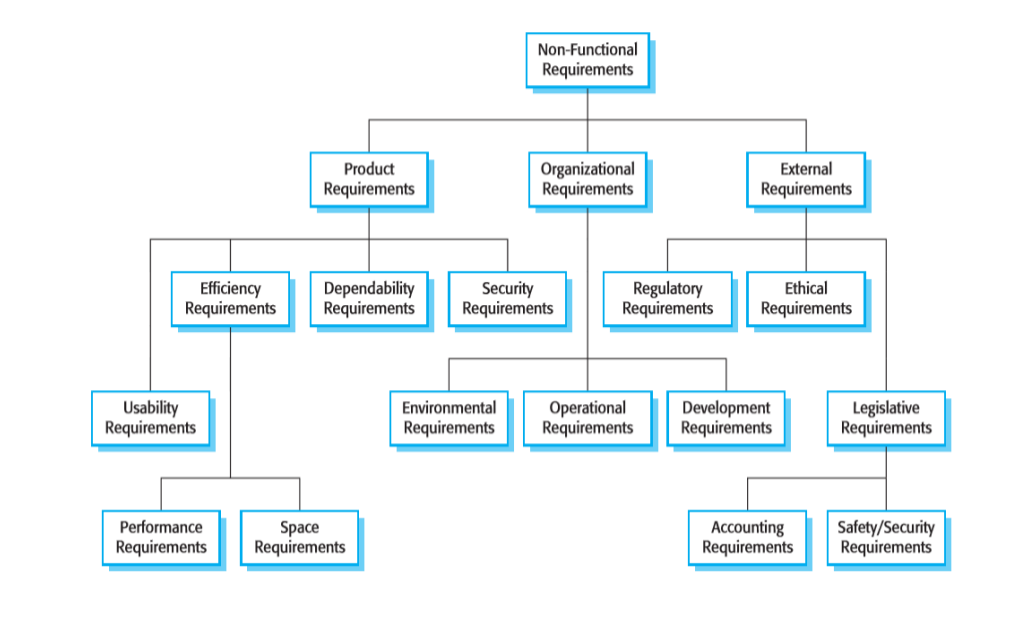 Non-Functional
Requirements
Product
Requirements
Organizational
Requirements
External
Requirements
Efficiency
Requirements
Dependability
Requirements
Security
Requirements
Regulatory
Requirements
Ethical
Requirements
Usability
Requirements
Environmental
Requirements
Operational
Requirements
Development
Requirements
Legislative
Requirements
Performance
Requirements
Space
Requirements
Accounting
Requirements
Safety/Security
Requirements